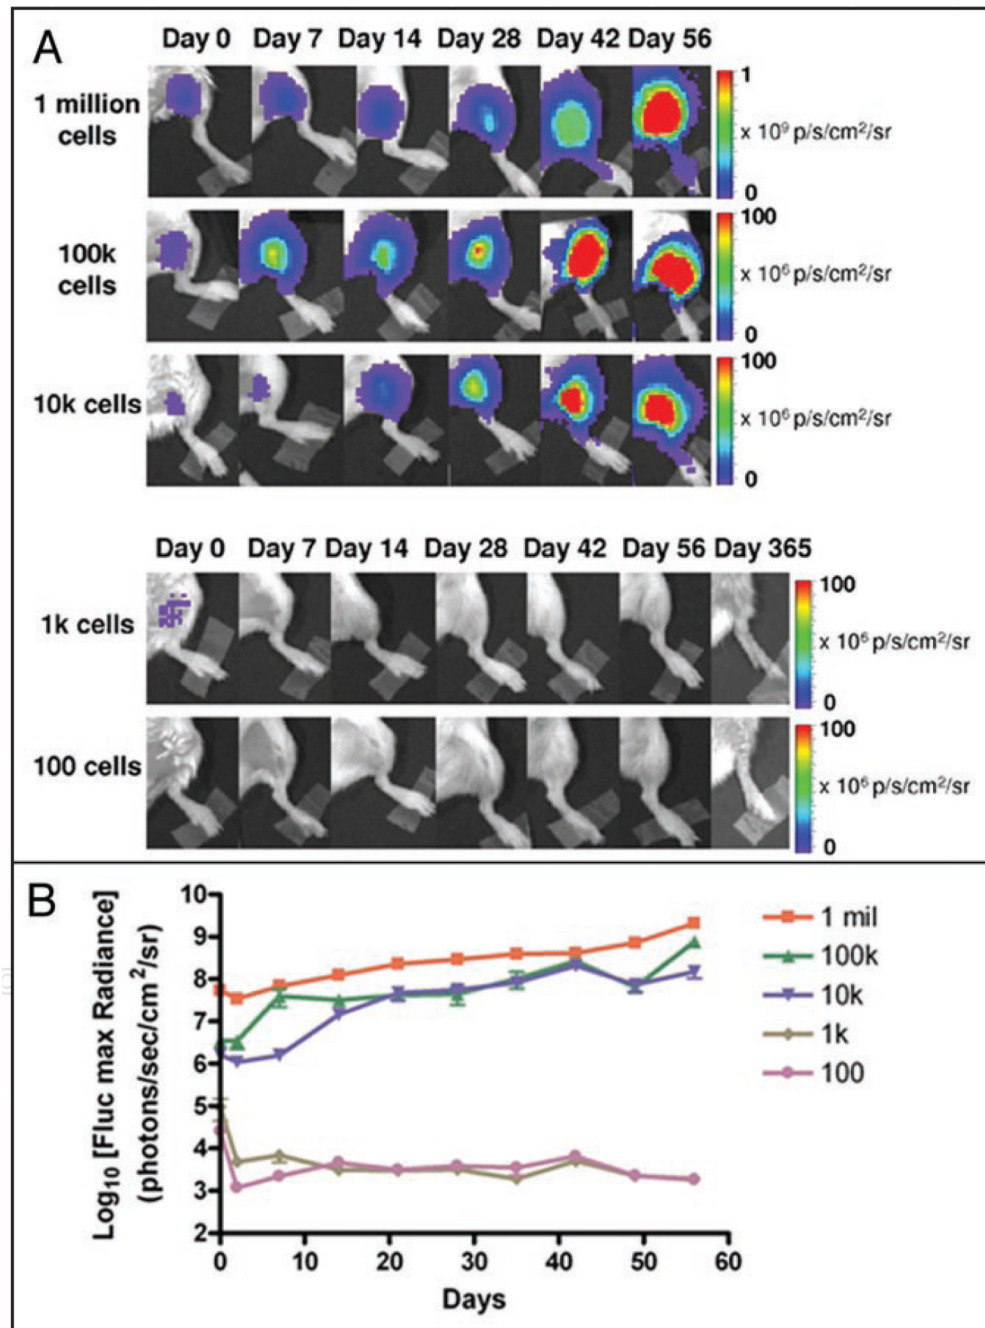 A
Day 0 Day 7 Day 14 Day 28 Day 42 Day 56
1 million
cells
1
x 10⁹ p/s/cm²/sr
0
100k
cells
100
x 10⁶ p/s/cm²/sr
0
10k cells
100
x 10⁶ p/s/cm²/sr
0
Day 0 Day 7 Day 14 Day 28 Day 42 Day 56 Day 365
1k cells
100
x 10⁶ p/s/cm²/sr
0
100 cells
100
x 10⁶ p/s/cm²/sr
0
B
Log₁₀ [Fluc max Radiance]
(photons/sec/cm²/sr)
10
9
8
7
6
5
4
3
2
0 10 20 30 40 50 60
Days
1 mil
100k
10k
1k
100